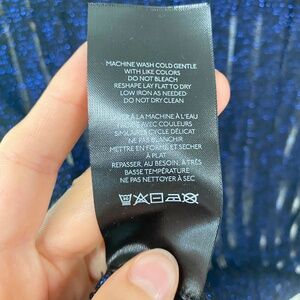 MACHINE WASH COLD GENTLE
WITH LIKE COLORS
DO NOT BLEACH
RESHAPE LAY FLAT TO DRY
LOW IRON AS NEEDED
DO NOT DRY CLEAN
À LA MACHINE À L'EAU
AVEC COULEURS
SIMILAIRES CYCLE DÉLICAT
NE PAS BLANCHIR
METTRE EN FORME ET SÉCHER
À PLAT
REPASSER, AU BESOIN, À TRÈS
BASSE TEMPÉRATURE
NE PAS NETTOYER À SEC